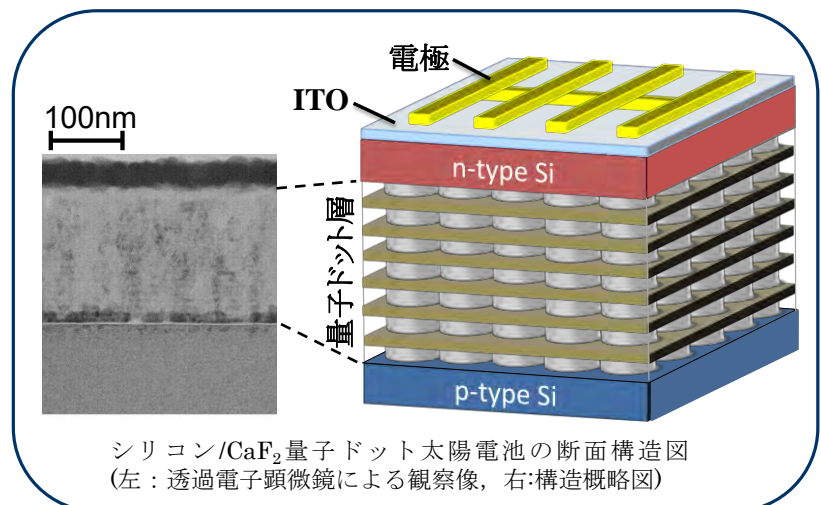 電極
ITO
100nm
n-type Si
量子ドット層
p-type Si
シリコン/CaF₂量子ドット太陽電池の断面構造図
(左：透過電子顕微鏡による観察像，右:構造概略図)